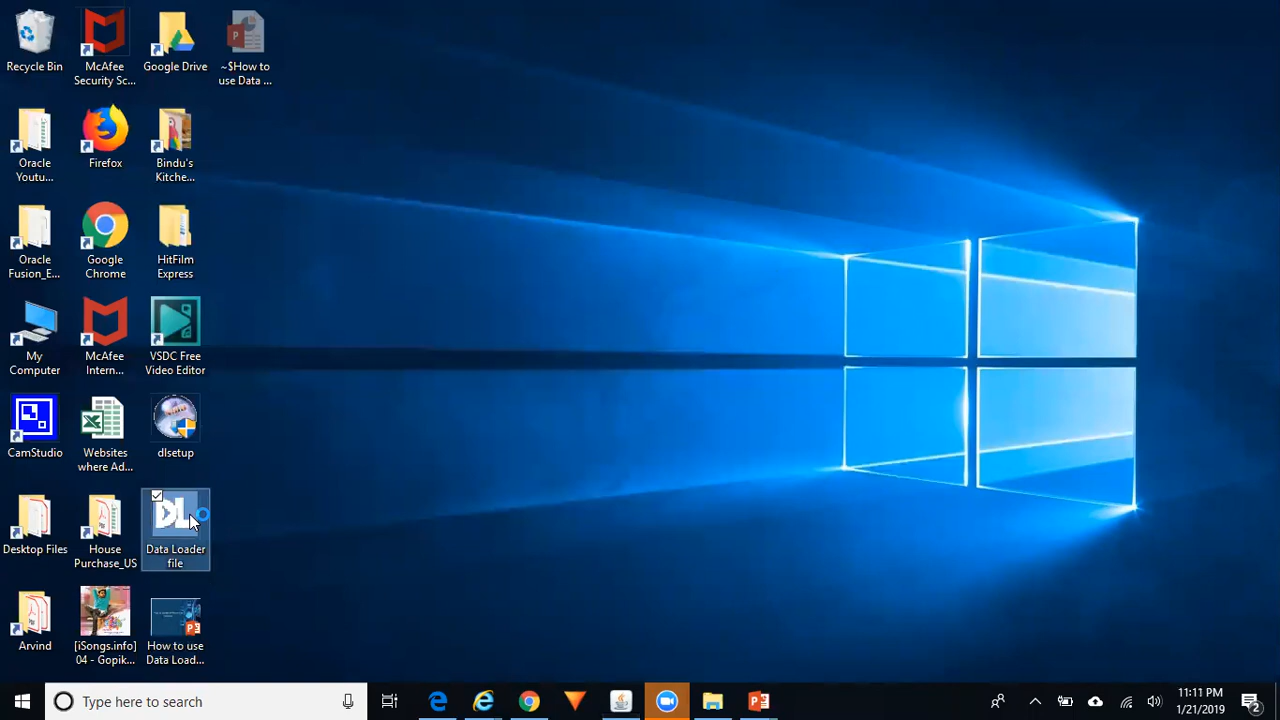 Recycle Bin
McAfee
Security Sc...
Google Drive
~$How to
use Data ...
Oracle
Youtu...
Firefox
Bindu's
Kitche...
Oracle
Fusion_E...
Google
Chrome
HitFilm
Express
My
Computer
McAfee
Intern...
VSDC Free
Video Editor
CamStudio
Websites
where Ad...
dlsetup
Desktop Files
House
Purchase_US
DL
Data Loader
file
Arvind
[iSongs.info]
04 - Gopik...
How to use
Data Load...
Type here to search
11:11 PM
1/21/2019
2